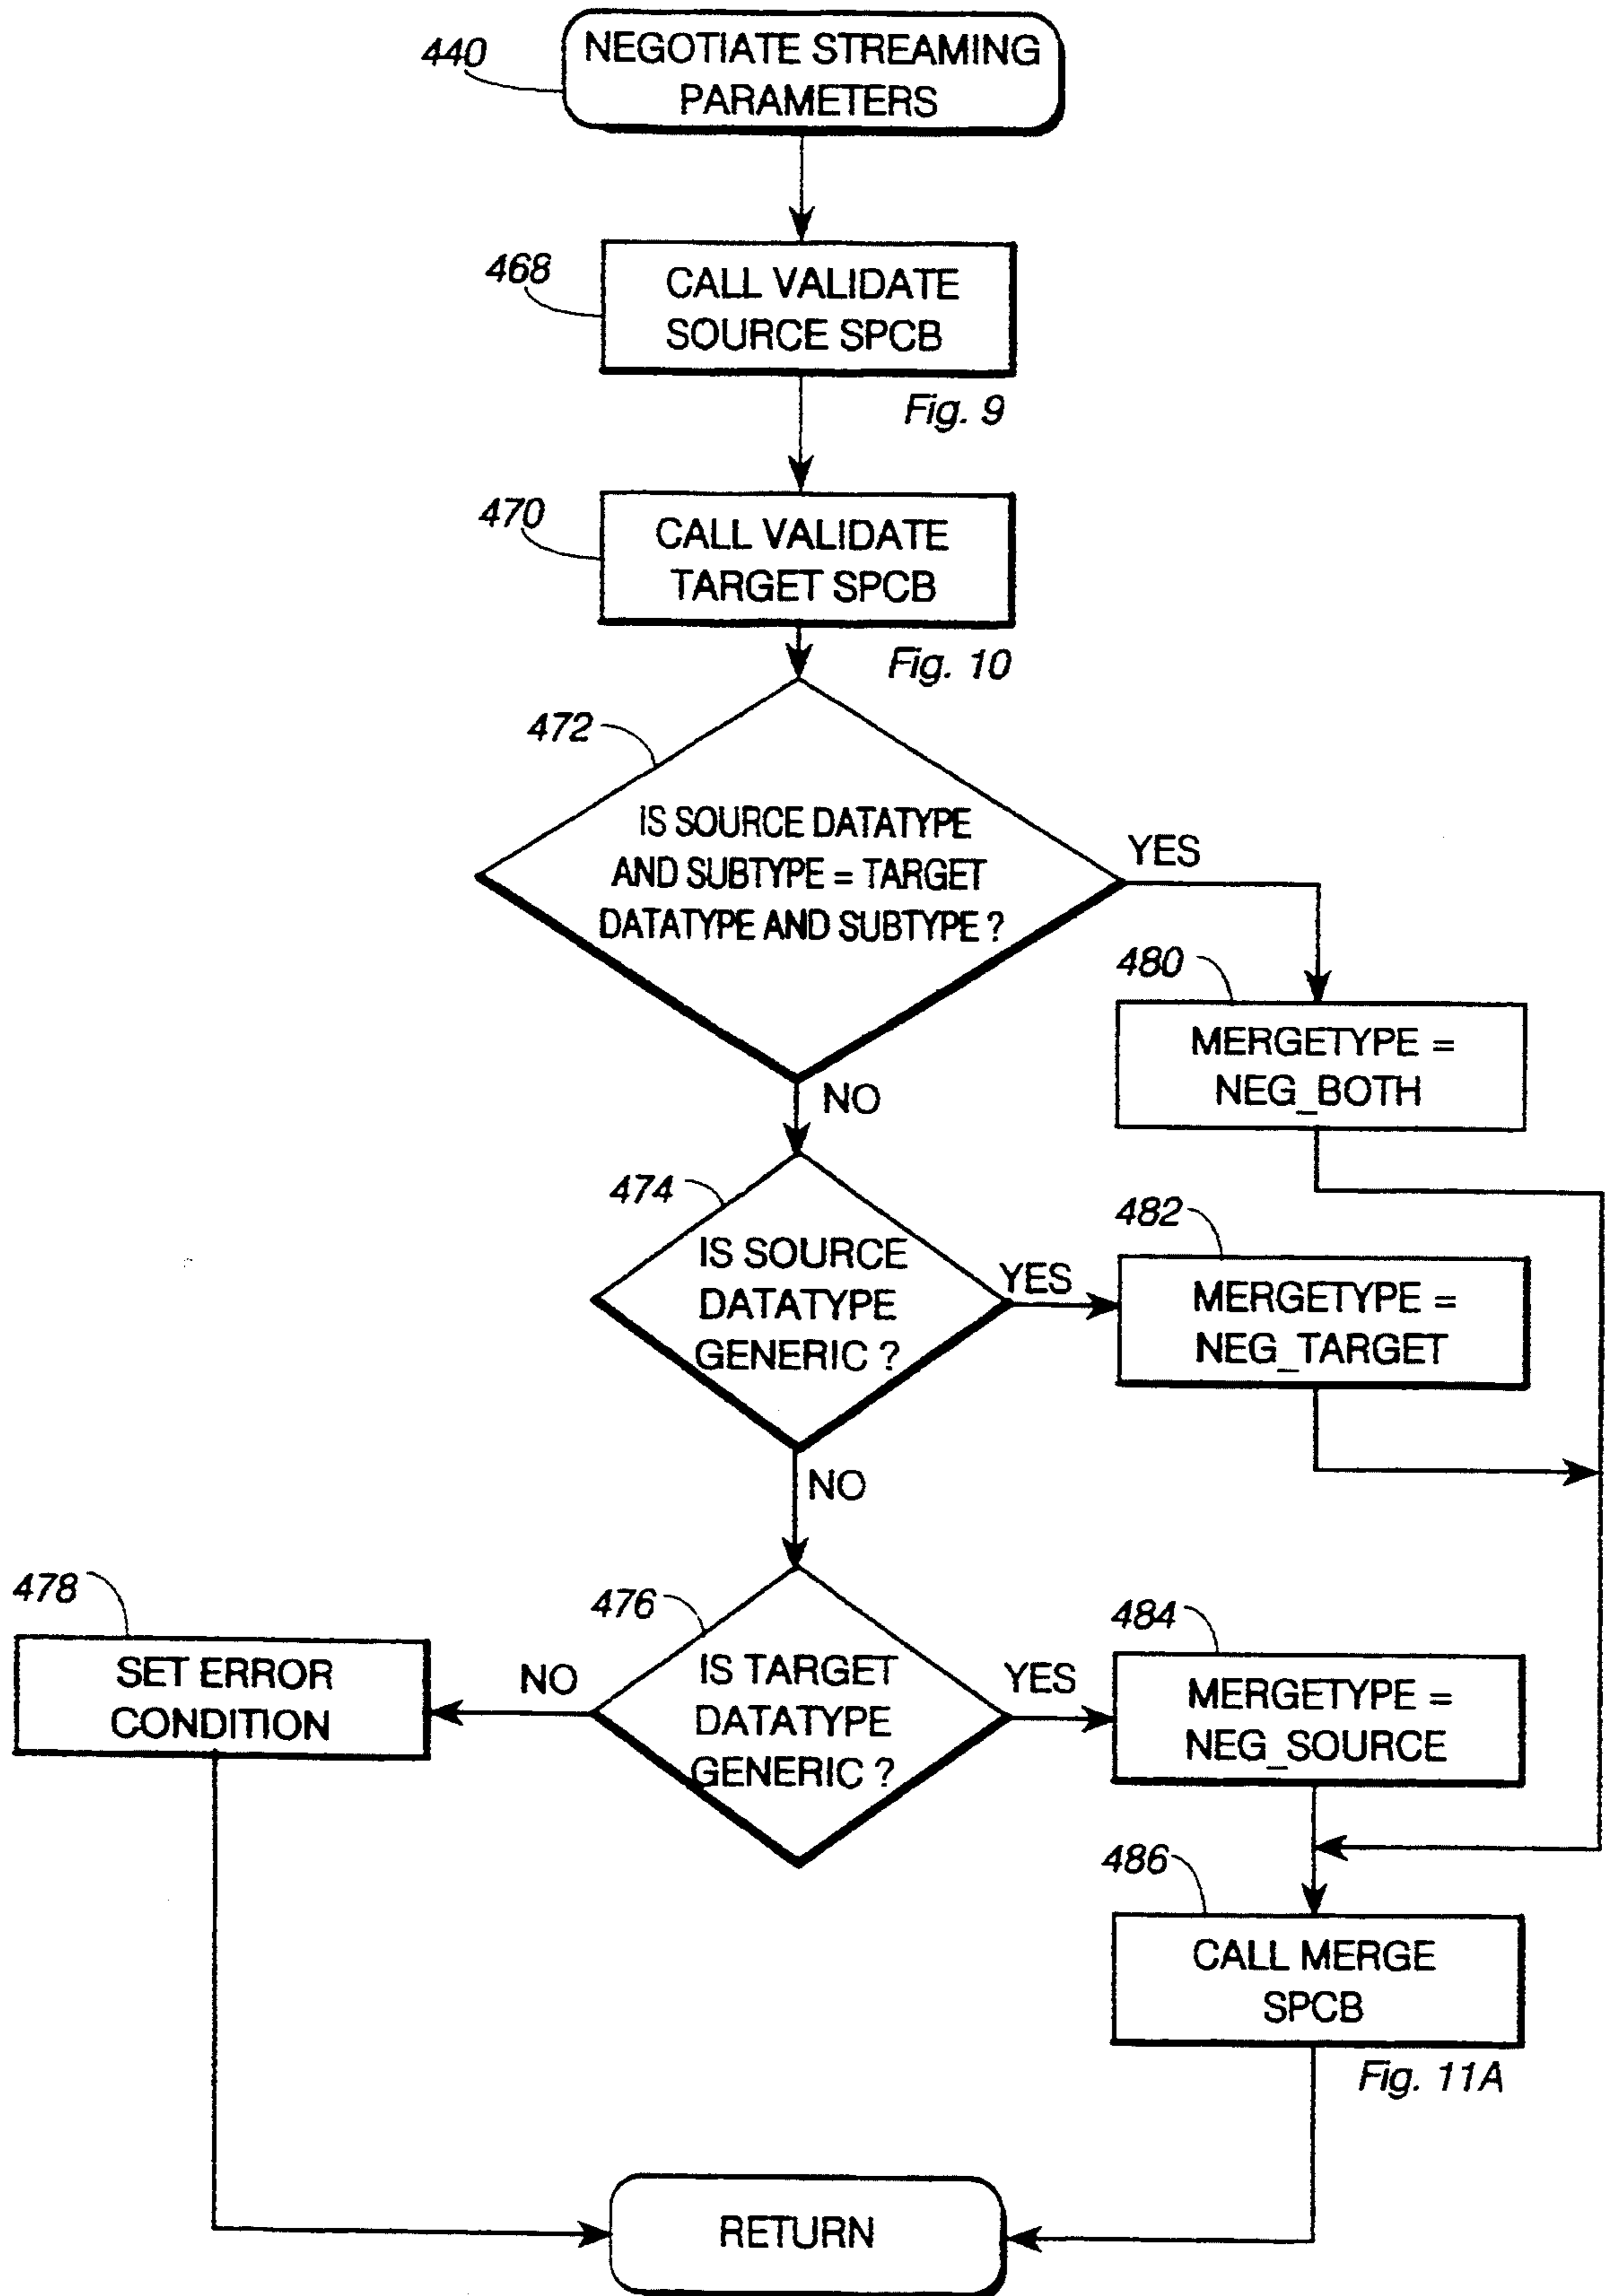 440
NEGOTIATE STREAMING
PARAMETERS
468
CALL VALIDATE
SOURCE SPCB
Fig. 9
470
CALL VALIDATE
TARGET SPCB
Fig. 10
472
IS SOURCE DATATYPE
AND SUBTYPE = TARGET
DATATYPE AND SUBTYPE ?
YES
480
MERGETYPE =
NEG_BOTH
NO
474
IS SOURCE
DATATYPE
GENERIC ?
YES
482
MERGETYPE =
NEG_TARGET
NO
478
SET ERROR
CONDITION
NO
476
IS TARGET
DATATYPE
GENERIC ?
YES
484
MERGETYPE =
NEG_SOURCE
486
CALL MERGE
SPCB
Fig. 11A
RETURN